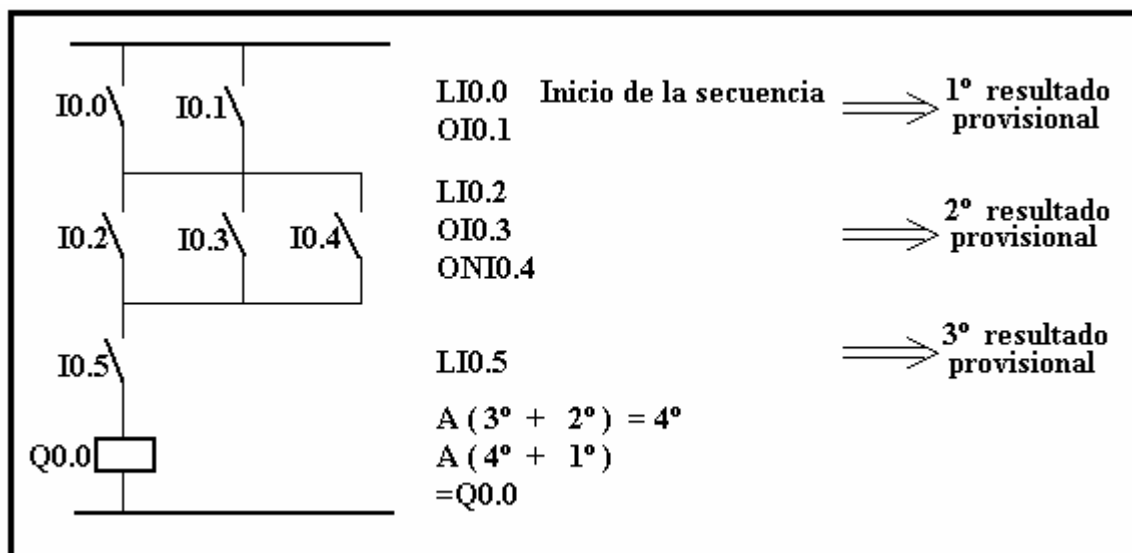 I0.0
I0.1
LI0.0 Inicio de la secuencia
OI0.1
1º resultado
provisional
I0.2
I0.3
I0.4
LI0.2
OI0.3
ONI0.4
2º resultado
provisional
I0.5
LI0.5
3º resultado
provisional
Q0.0
A ( 3º + 2º ) = 4º
A ( 4º + 1º )
=Q0.0